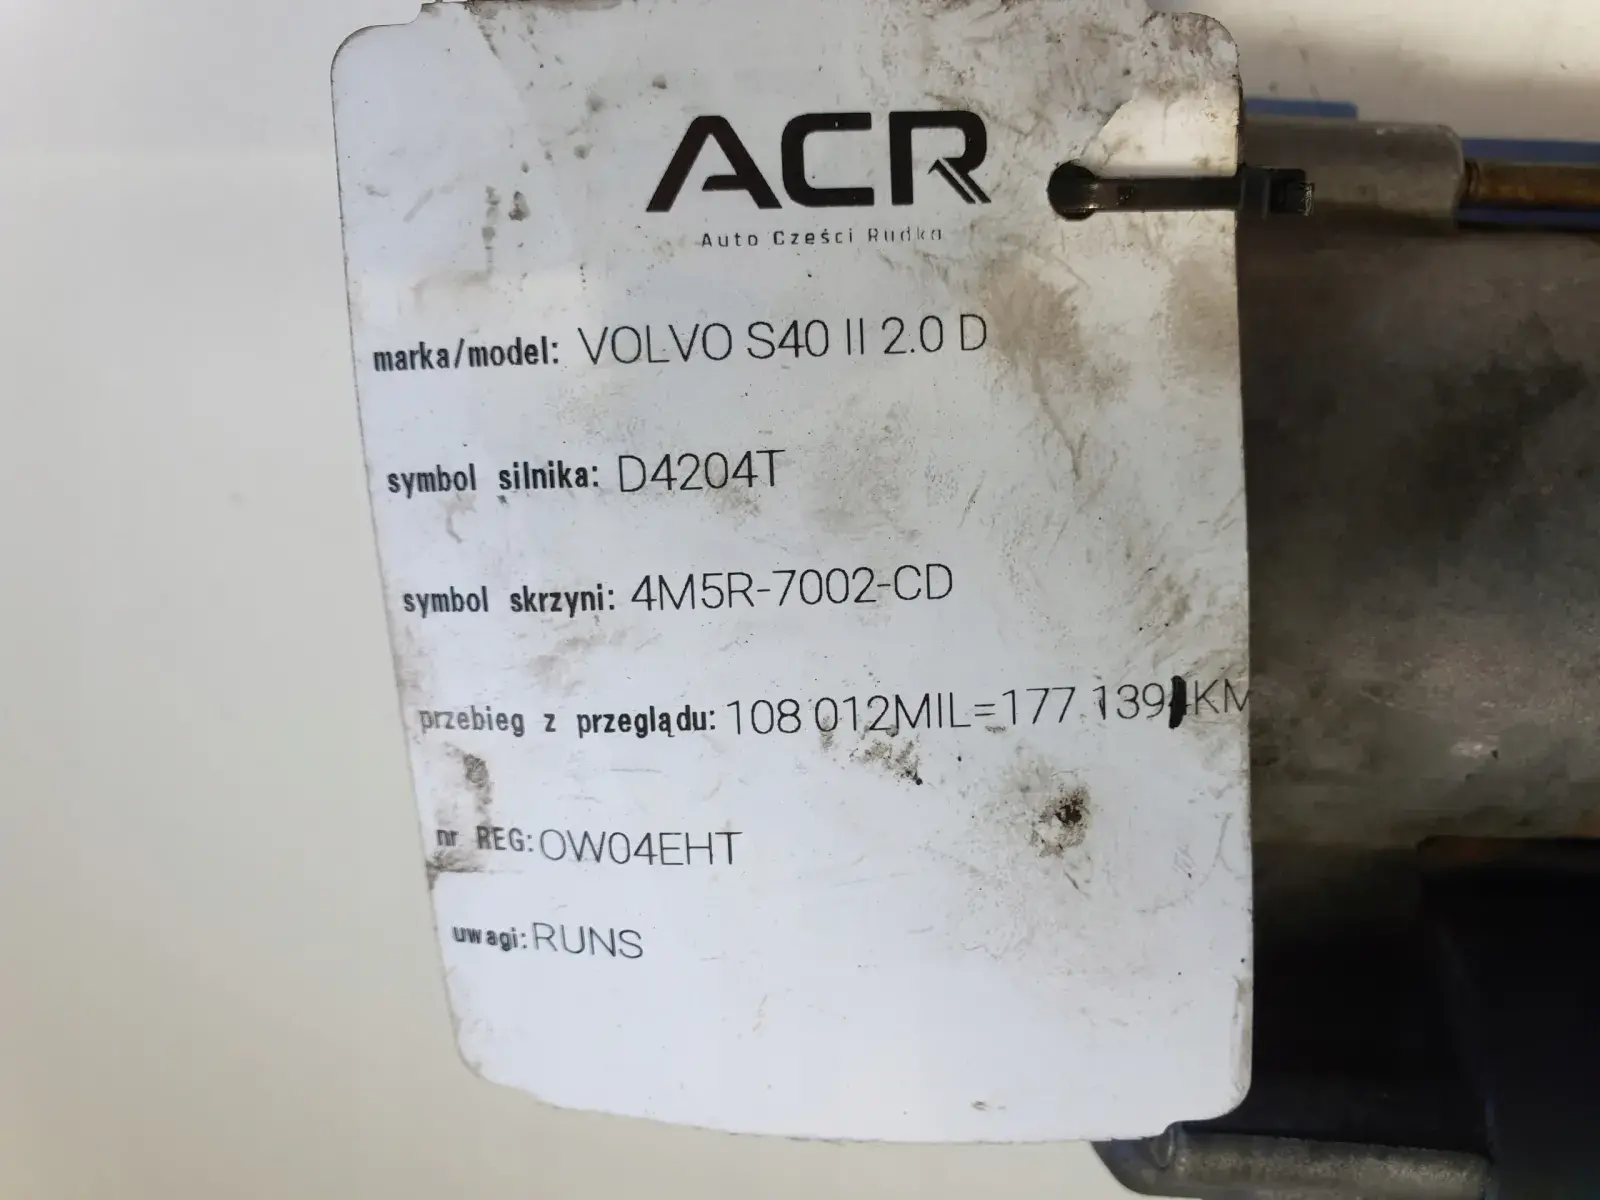 ACR
Auto Części Rudka
marka/model: VOLVO S40 II 2.0 D
symbol silnika: D4204T
symbol skrzyni: 4M5R-7002-CD
przebieg z przeglądu: 108 012MIL=177 139 KM
nr REG: OW04EHT
uwagi: RUNS